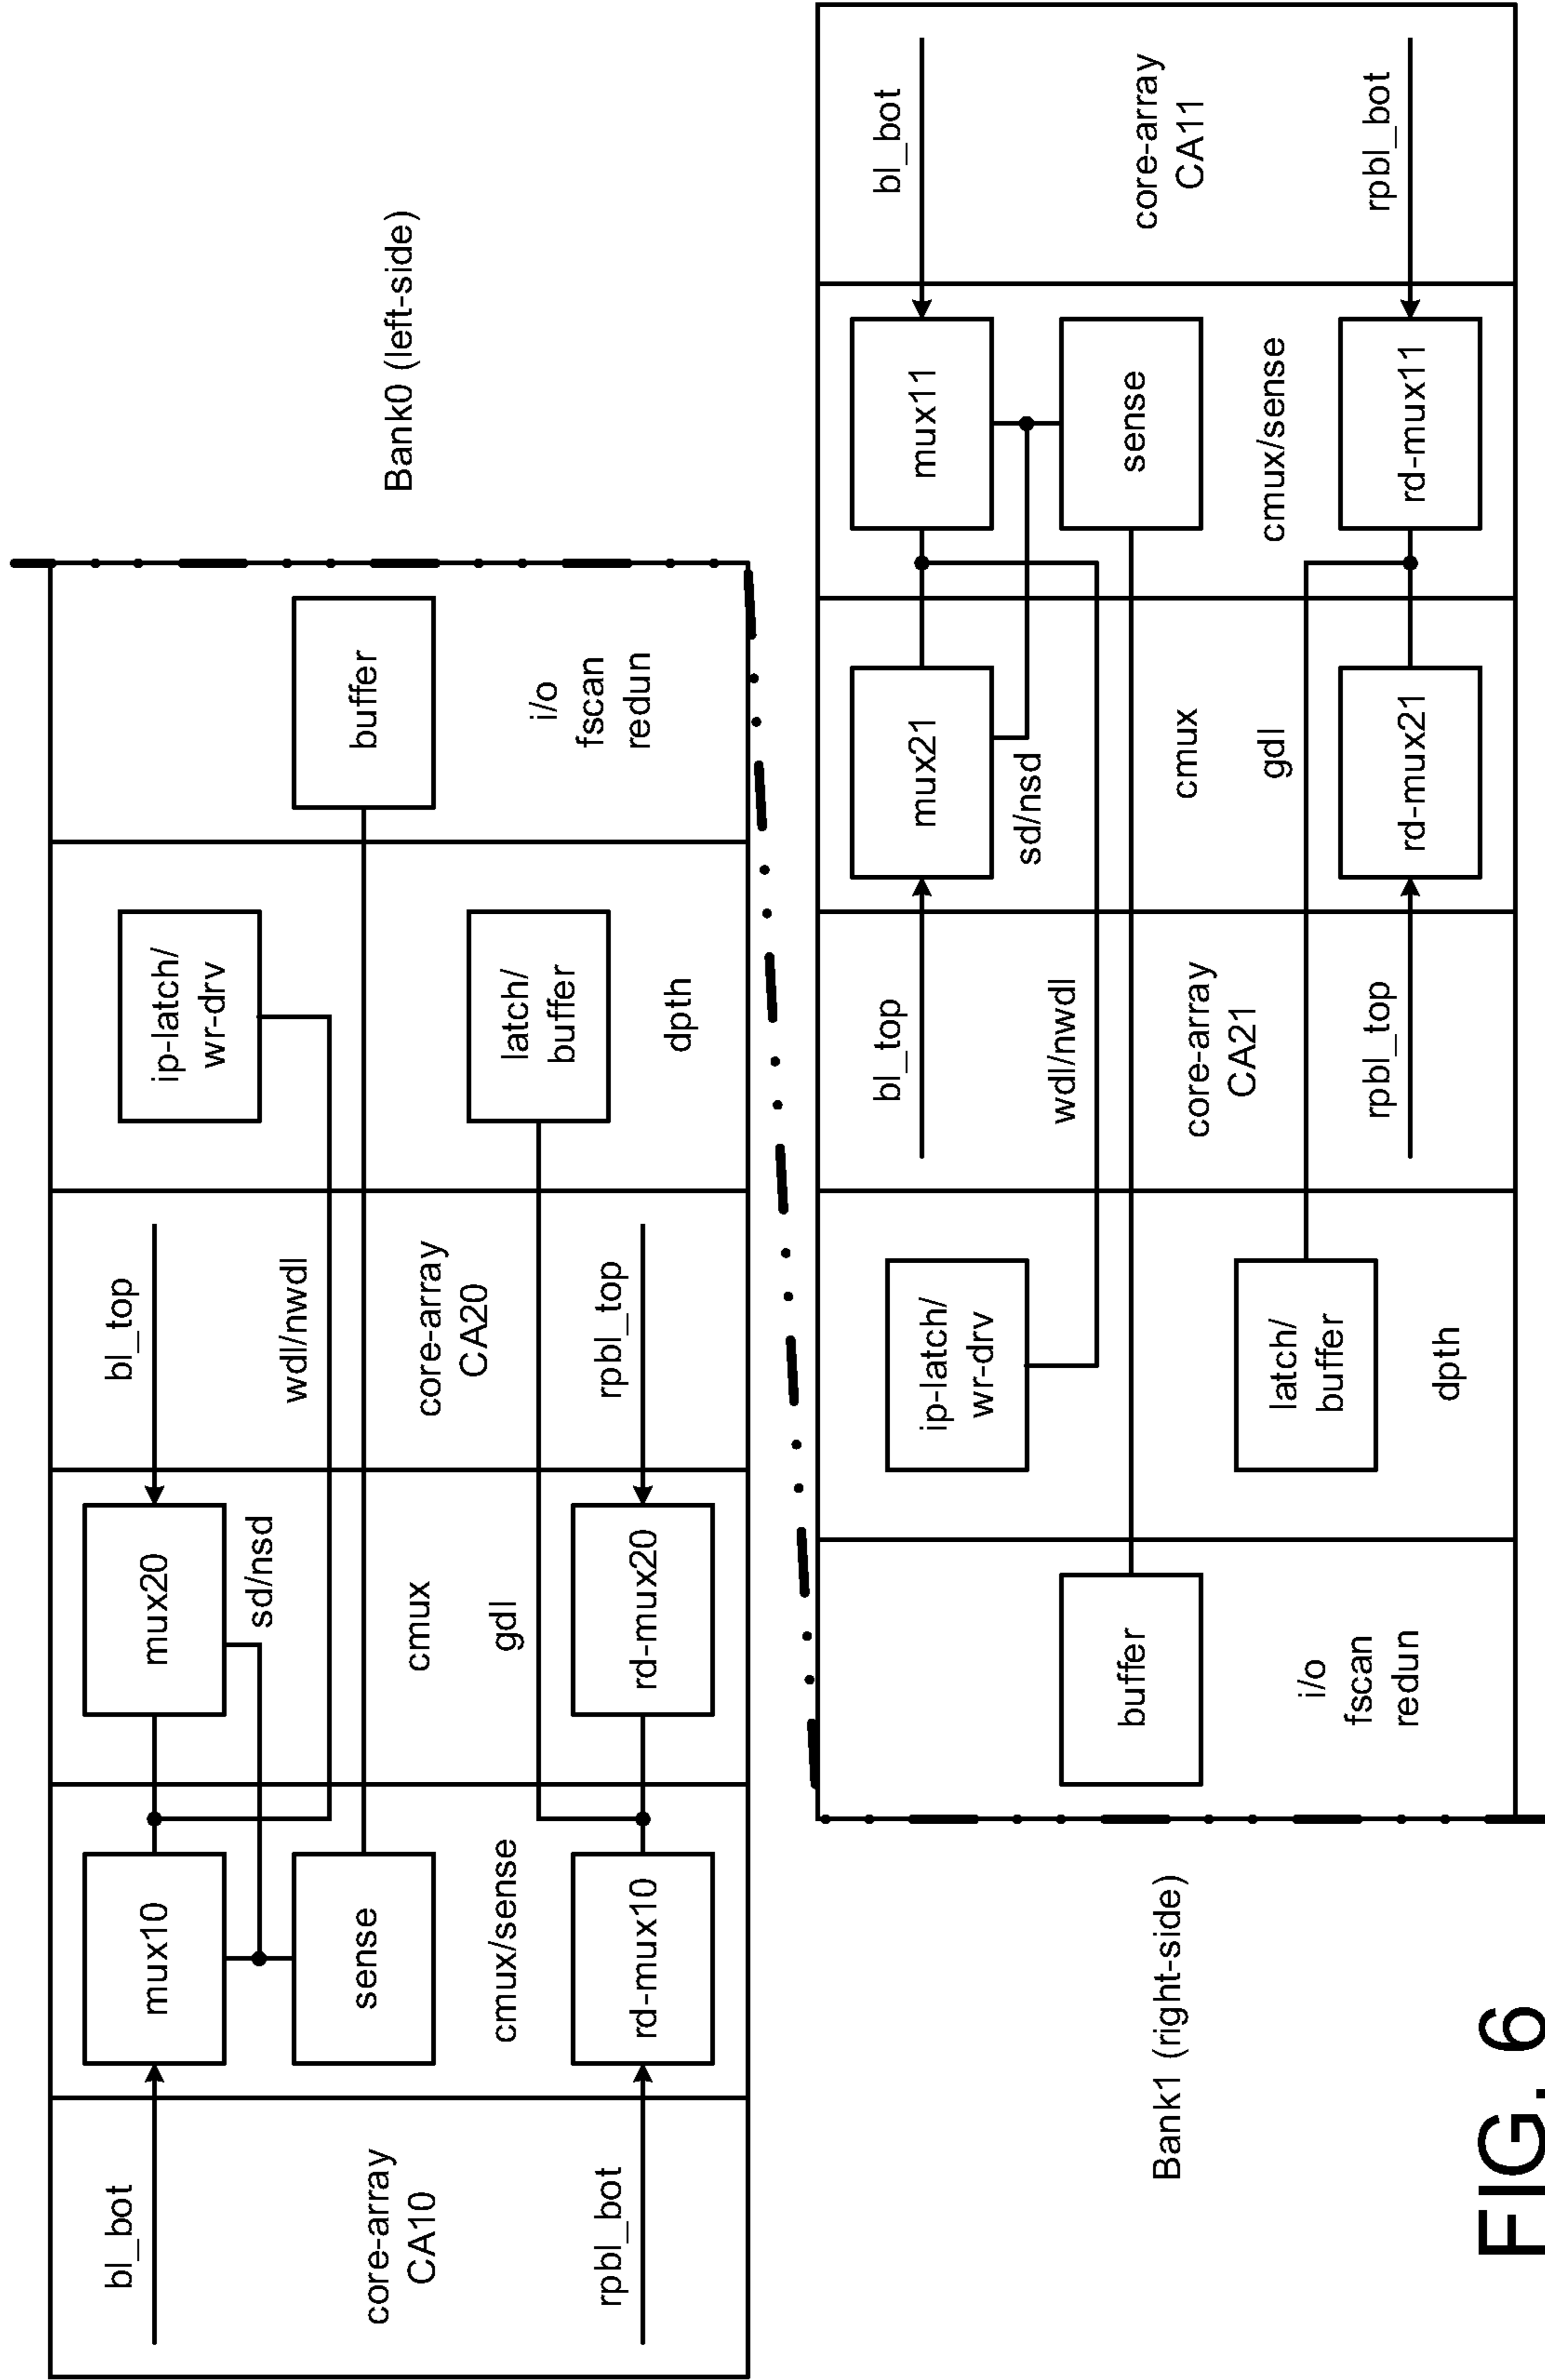 bl_bot
core-array
CA10
rpbl_bot
mux10
sense
cmux/sense
rd-mux10
mux20
sd/nsd
cmux
gdl
rd-mux20
bl_top
wdl/nwdl
core-array
CA20
rpbl_top
ip-latch/
wr-drv
latch/
buffer
dpth
buffer
i/o
fscan
redun
Bank0 (left-side)
Bank1 (right-side)
buffer
i/o
fscan
redun
ip-latch/
wr-drv
latch/
buffer
dpth
bl_top
wdl/nwdl
core-array
CA21
rpbl_top
mux21
sd/nsd
cmux
gdl
rd-mux21
mux11
sense
cmux/sense
rd-mux11
bl_bot
core-array
CA11
rpbl_bot
FIG. 6